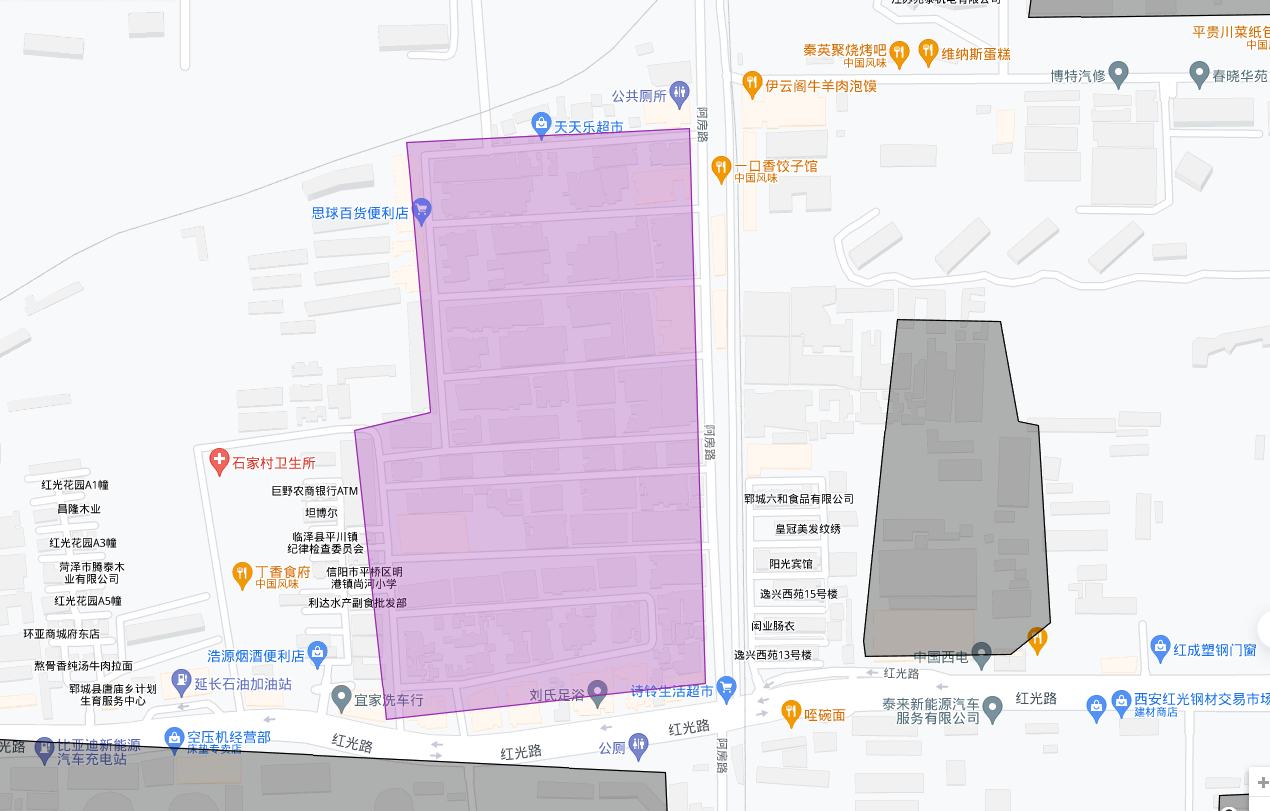 平贵川菜纸包
中国
秦英聚烧烤吧
中国风味
维纳斯蛋糕
博特汽修
春晓华苑
伊云阁牛羊肉泡馍
公共厕所
阿房路
天天乐超市
一口香饺子馆
中国风味
思球百货便利店
阿房路
石家村卫生所
红光花园A1幢
巨野农商银行ATM
郓城六和食品有限公司
昌隆木业
坦博尔
皇冠美发纹绣
红光花园A3幢
临泽县平川镇
纪律检查委员会
阳光宾馆
菏泽市腾泰木
业有限公司
丁香食府
中国风味
信阳市平桥区明
港镇尚河小学
逸兴西苑15号楼
红光花园A5幢
利达水产副食批发部
闳业肠衣
环亚商城府东店
浩源烟酒便利店
逸兴西苑13号楼
中国西电
红成塑钢门窗
熬骨香纯汤牛肉拉面
延长石油加油站
红光路
郓城县唐庙乡计划
生育服务中心
宜家洗车行
刘氏足浴
诗铃生活超市
泰来新能源汽车
服务有限公司
红光路
西安红光钢材交易市场
建材商店
咥碗面
空压机经营部
床垫专卖店
红光路
红光路
红光路
公厕
阿房路
光路
比亚迪新能源
汽车充电站